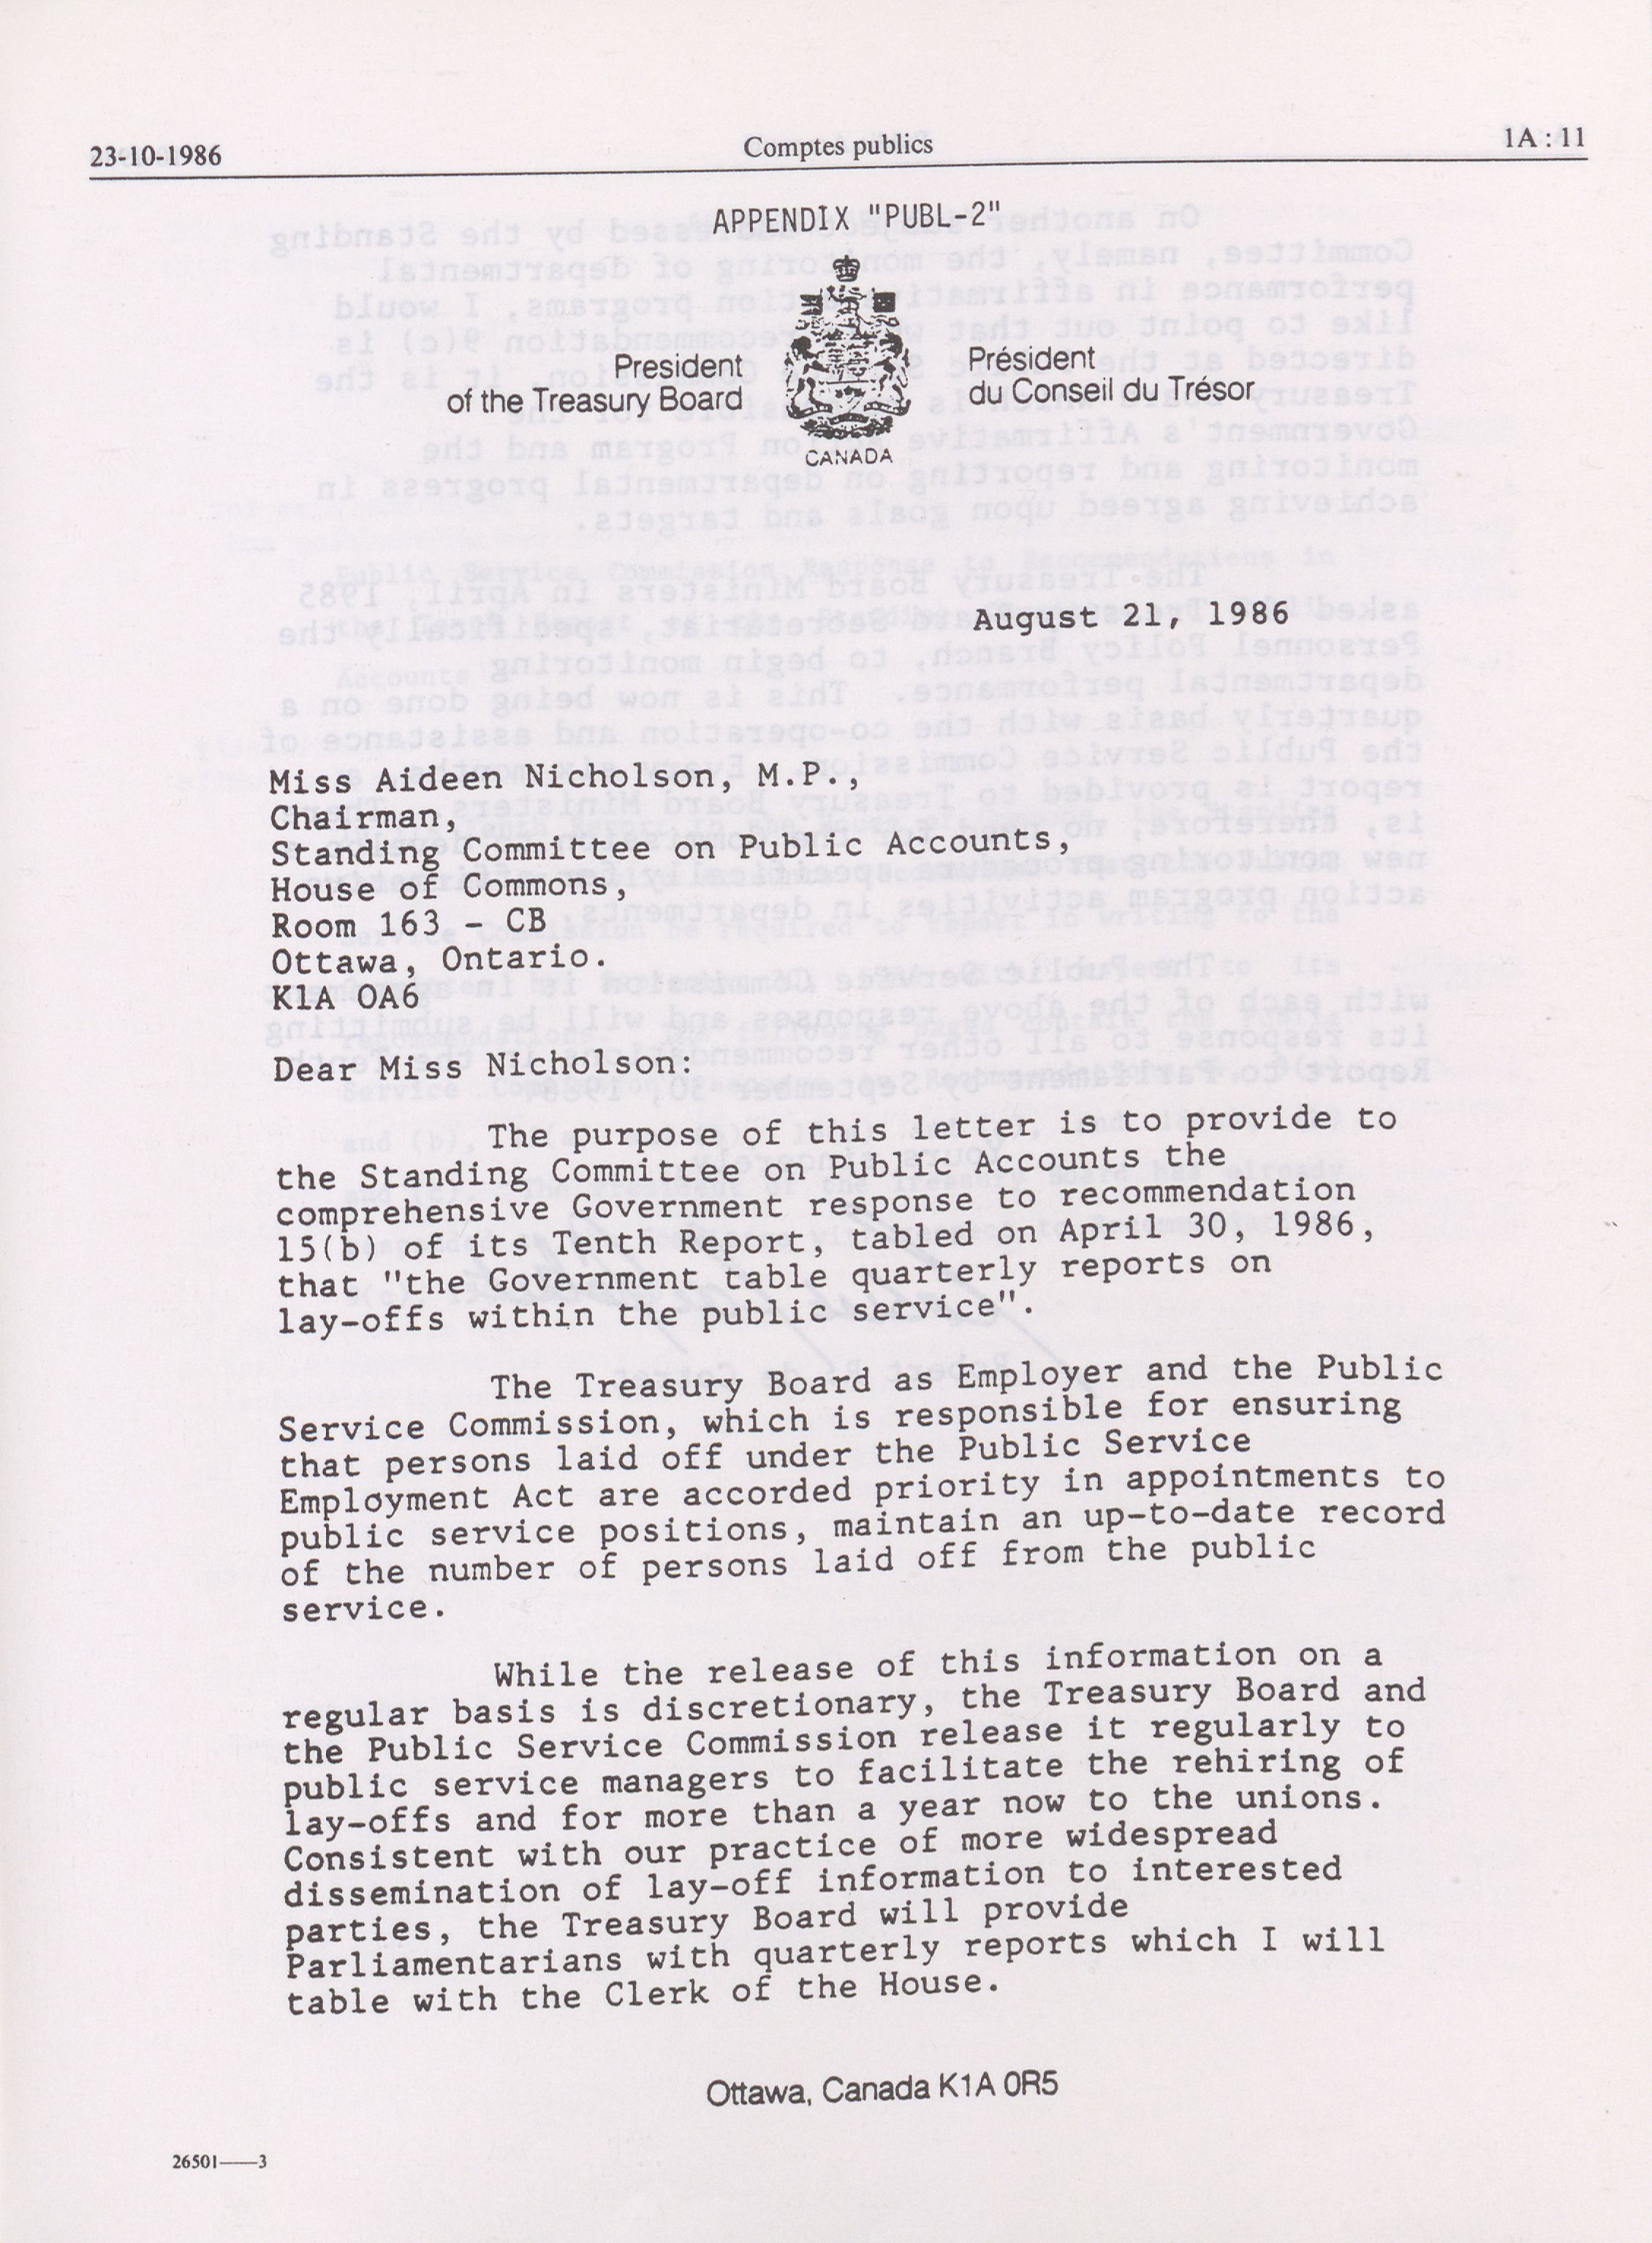 23-10-1986 Comptes publics 1A : 11
APPENDIX "PUBL-2"
President
of the Treasury Board
Président
du Conseil du Trésor
CANADA
August 21, 1986
Miss Aideen Nicholson, M.P.,
Chairman,
Standing Committee on Public Accounts,
House of Commons,
Room 163 - CB
Ottawa, Ontario.
K1A 0A6
Dear Miss Nicholson:
The purpose of this letter is to provide to
the Standing Committee on Public Accounts the
comprehensive Government response to recommendation
15(b) of its Tenth Report, tabled on April 30, 1986,
that "the Government table quarterly reports on
lay-offs within the public service".
The Treasury Board as Employer and the Public
Service Commission, which is responsible for ensuring
that persons laid off under the Public Service
Employment Act are accorded priority in appointments to
public service positions, maintain an up-to-date record
of the number of persons laid off from the public
service.
While the release of this information on a
regular basis is discretionary, the Treasury Board and
the Public Service Commission release it regularly to
public service managers to facilitate the rehiring of
lay-offs and for more than a year now to the unions.
Consistent with our practice of more widespread
dissemination of lay-off information to interested
parties, the Treasury Board will provide
Parliamentarians with quarterly reports which I will
table with the Clerk of the House.
Ottawa, Canada K1A 0R5
26501—3